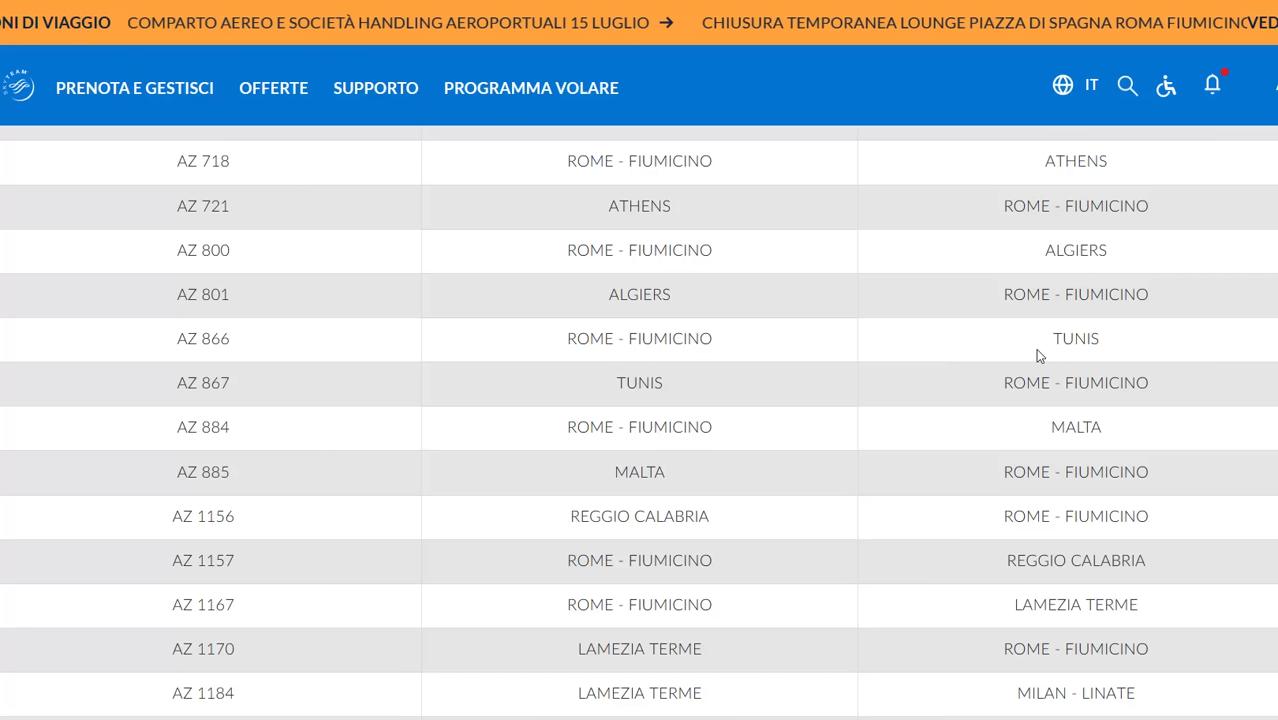 ONI DI VIAGGIO COMPARTO AEREO E SOCIETÀ HANDLING AEROPORTUALI 15 LUGLIO → CHIUSURA TEMPORANEA LOUNGE PIAZZA DI SPAGNA ROMA FIUMICINO VED
SKYTEAM PRENOTA E GESTISCI OFFERTE SUPPORTO PROGRAMMA VOLARE IT
AZ 718 ROME - FIUMICINO ATHENS
AZ 721 ATHENS ROME - FIUMICINO
AZ 800 ROME - FIUMICINO ALGIERS
AZ 801 ALGIERS ROME - FIUMICINO
AZ 866 ROME - FIUMICINO TUNIS
AZ 867 TUNIS ROME - FIUMICINO
AZ 884 ROME - FIUMICINO MALTA
AZ 885 MALTA ROME - FIUMICINO
AZ 1156 REGGIO CALABRIA ROME - FIUMICINO
AZ 1157 ROME - FIUMICINO REGGIO CALABRIA
AZ 1167 ROME - FIUMICINO LAMEZIA TERME
AZ 1170 LAMEZIA TERME ROME - FIUMICINO
AZ 1184 LAMEZIA TERME MILAN - LINATE